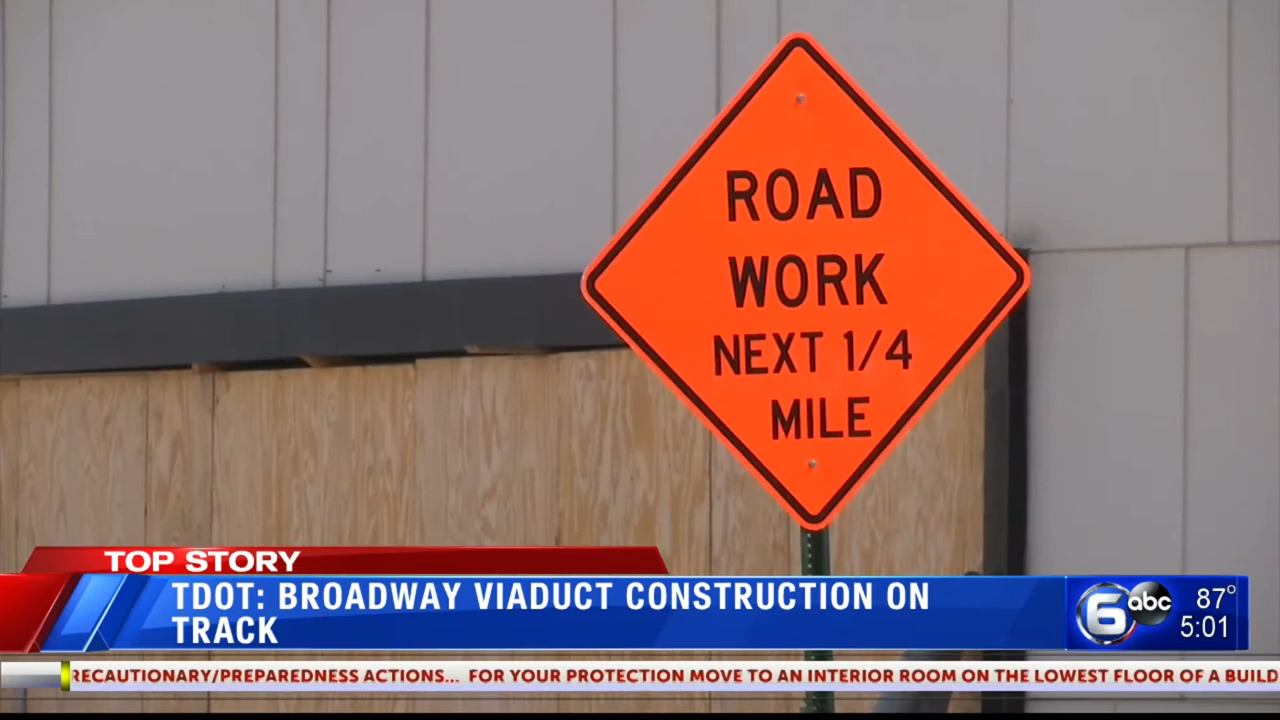 ROAD
WORK
NEXT 1/4
MILE
TOP STORY
TDOT: BROADWAY VIADUCT CONSTRUCTION ON
TRACK
6 abc 87°
5:01
RECAUTIONARY/PREPAREDNESS ACTIONS... FOR YOUR PROTECTION MOVE TO AN INTERIOR ROOM ON THE LOWEST FLOOR OF A BUILD